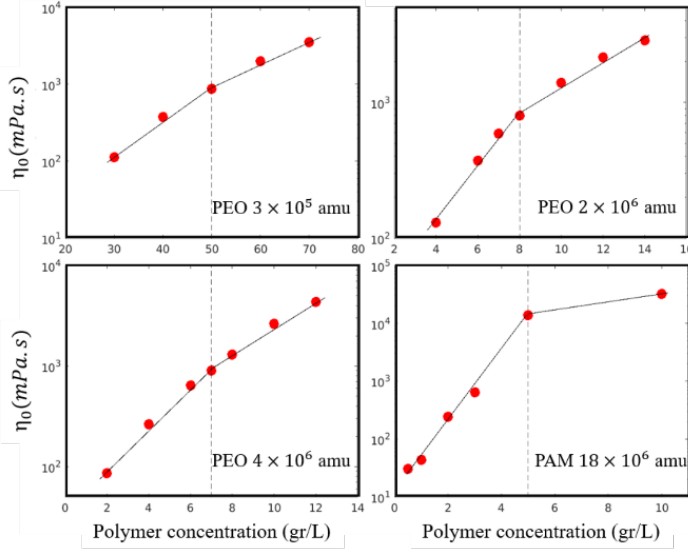 10^4
10^3
10^2
10^1
η_0(mPa.s)
20 30 40 50 60 70 80
PEO 3 × 10^5 amu
10^3
10^2
2 4 6 8 10 12 14 16
PEO 2 × 10^6 amu
10^4
10^3
10^2
η_0(mPa.s)
0 2 4 6 8 10 12 14
PEO 4 × 10^6 amu
Polymer concentration (gr/L)
10^5
10^4
10^3
10^2
10^1
0 2 4 6 8 10
PAM 18 × 10^6 amu
Polymer concentration (gr/L)